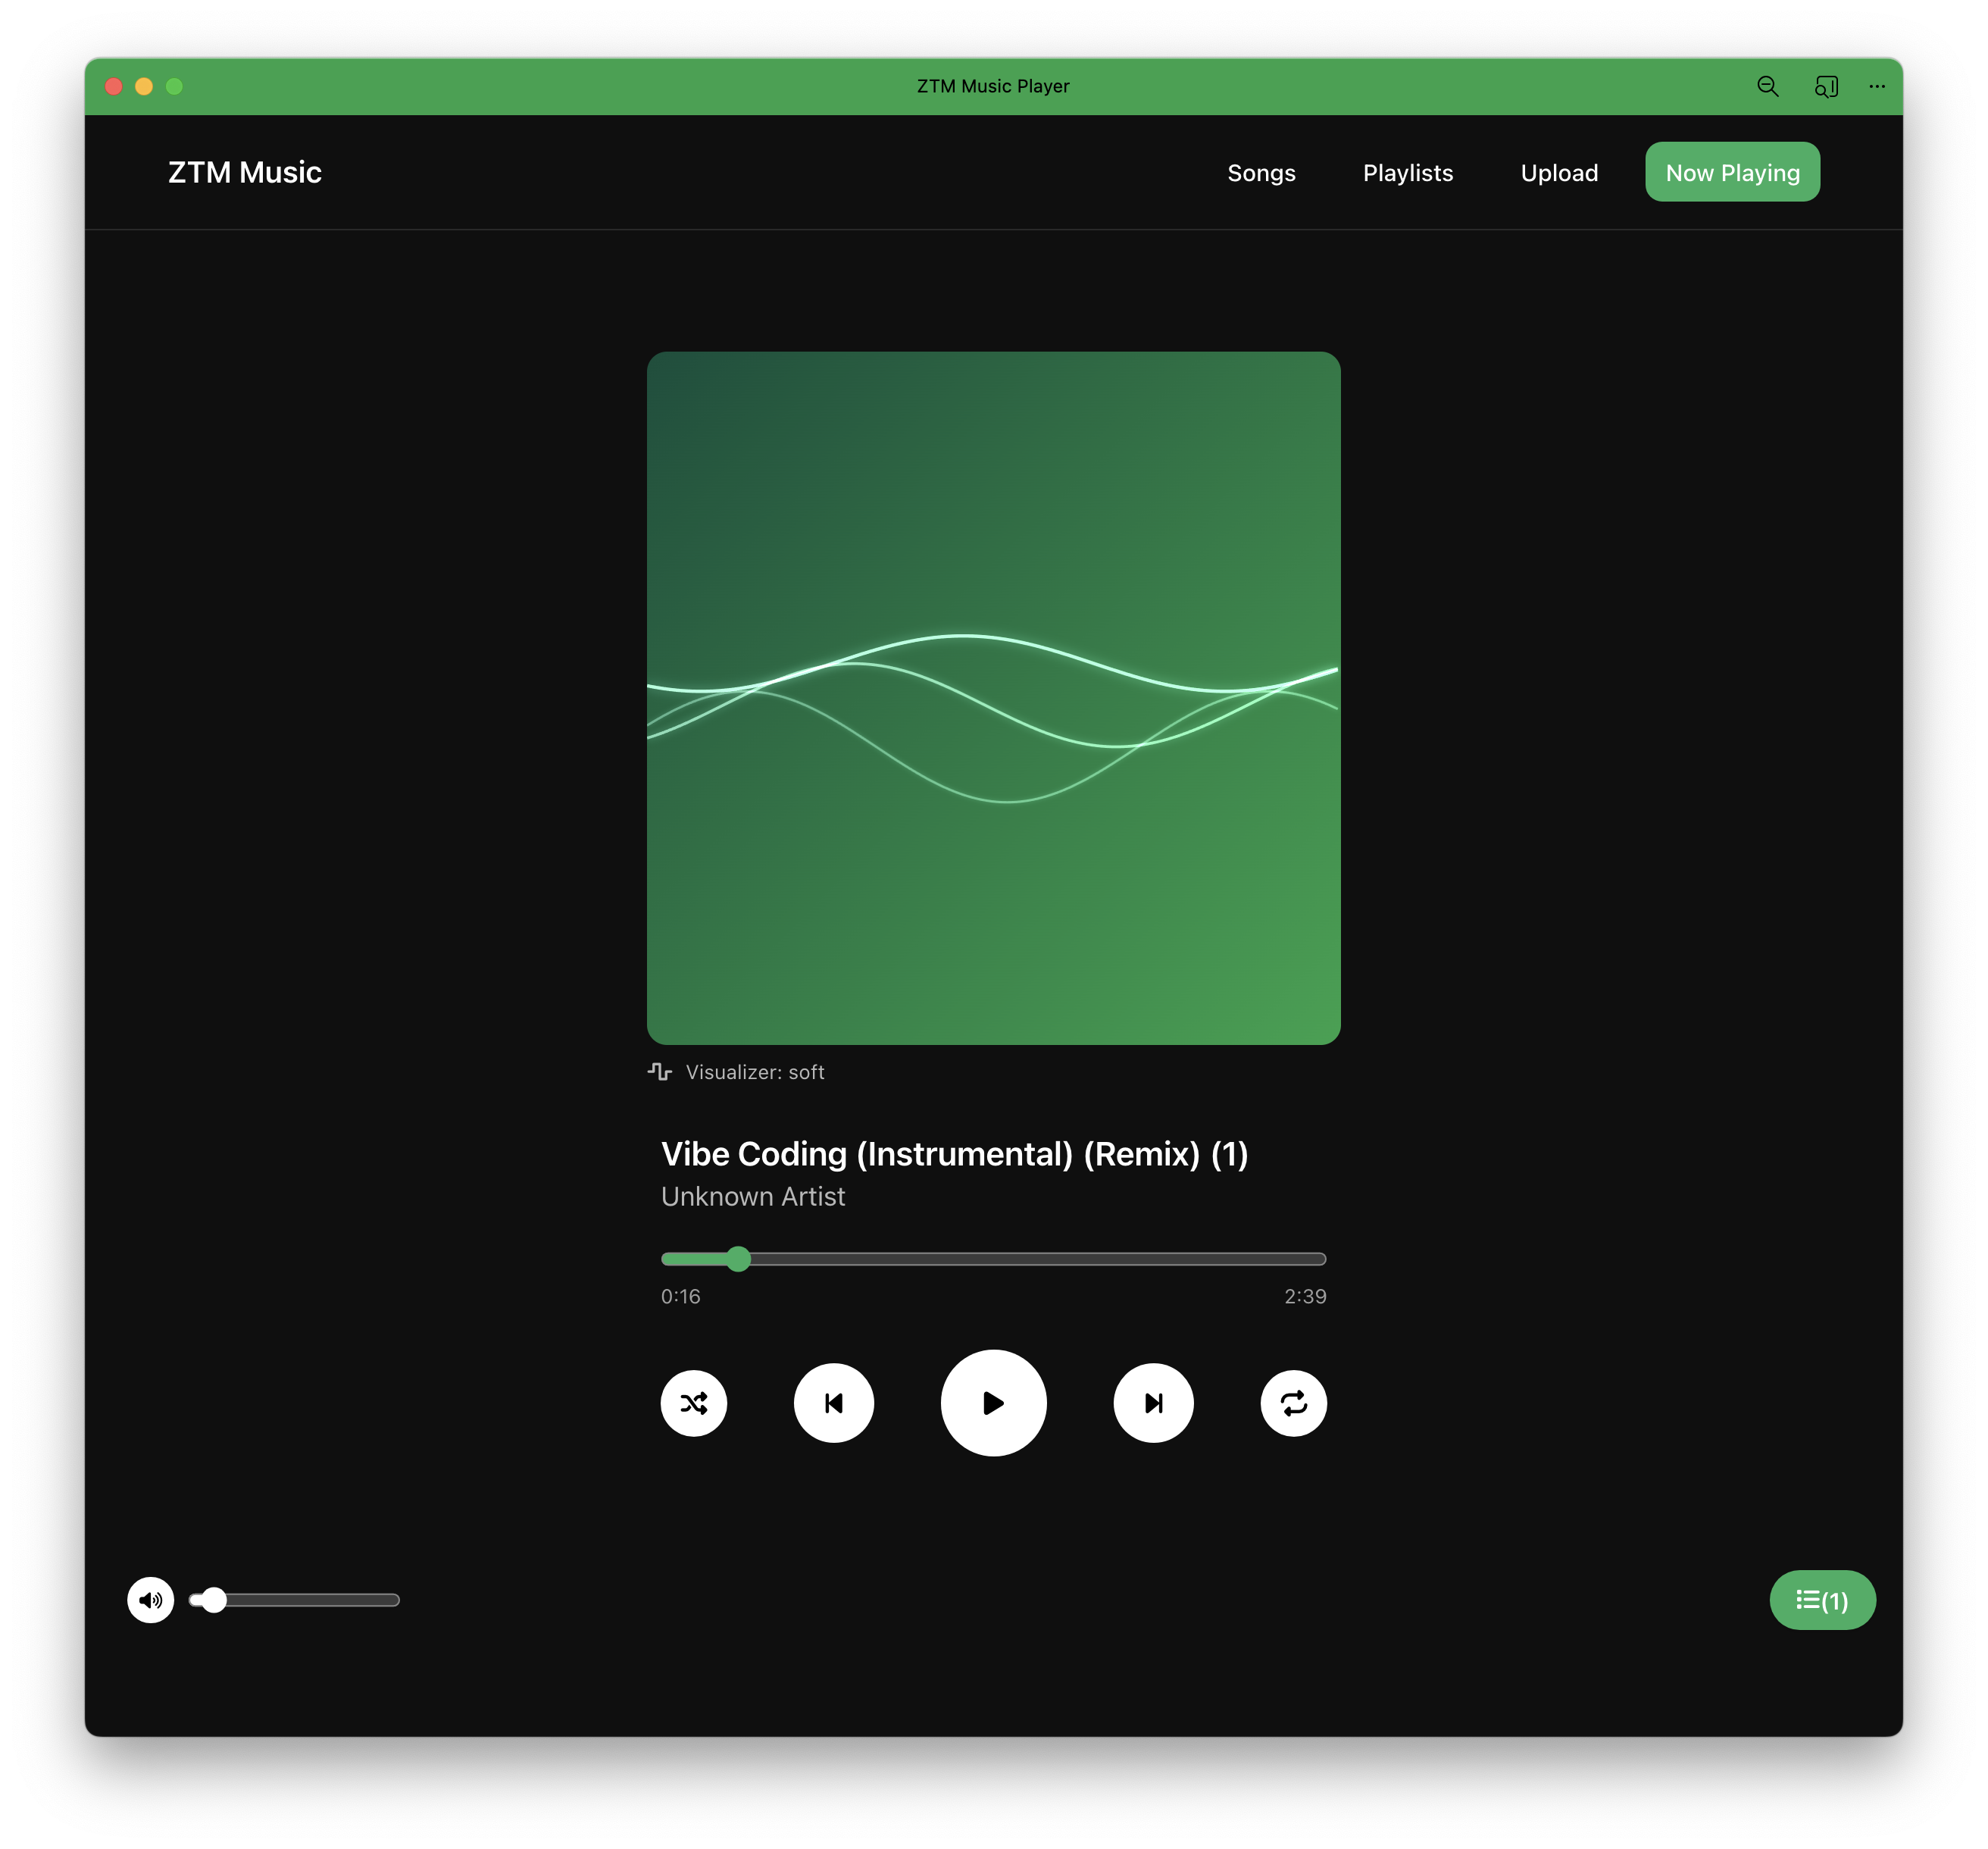 ZTM Music Player
ZTM Music
Songs
Playlists
Upload
Now Playing
Visualizer: soft
Vibe Coding (Instrumental) (Remix) (1)
Unknown Artist
0:16
2:39
(1)